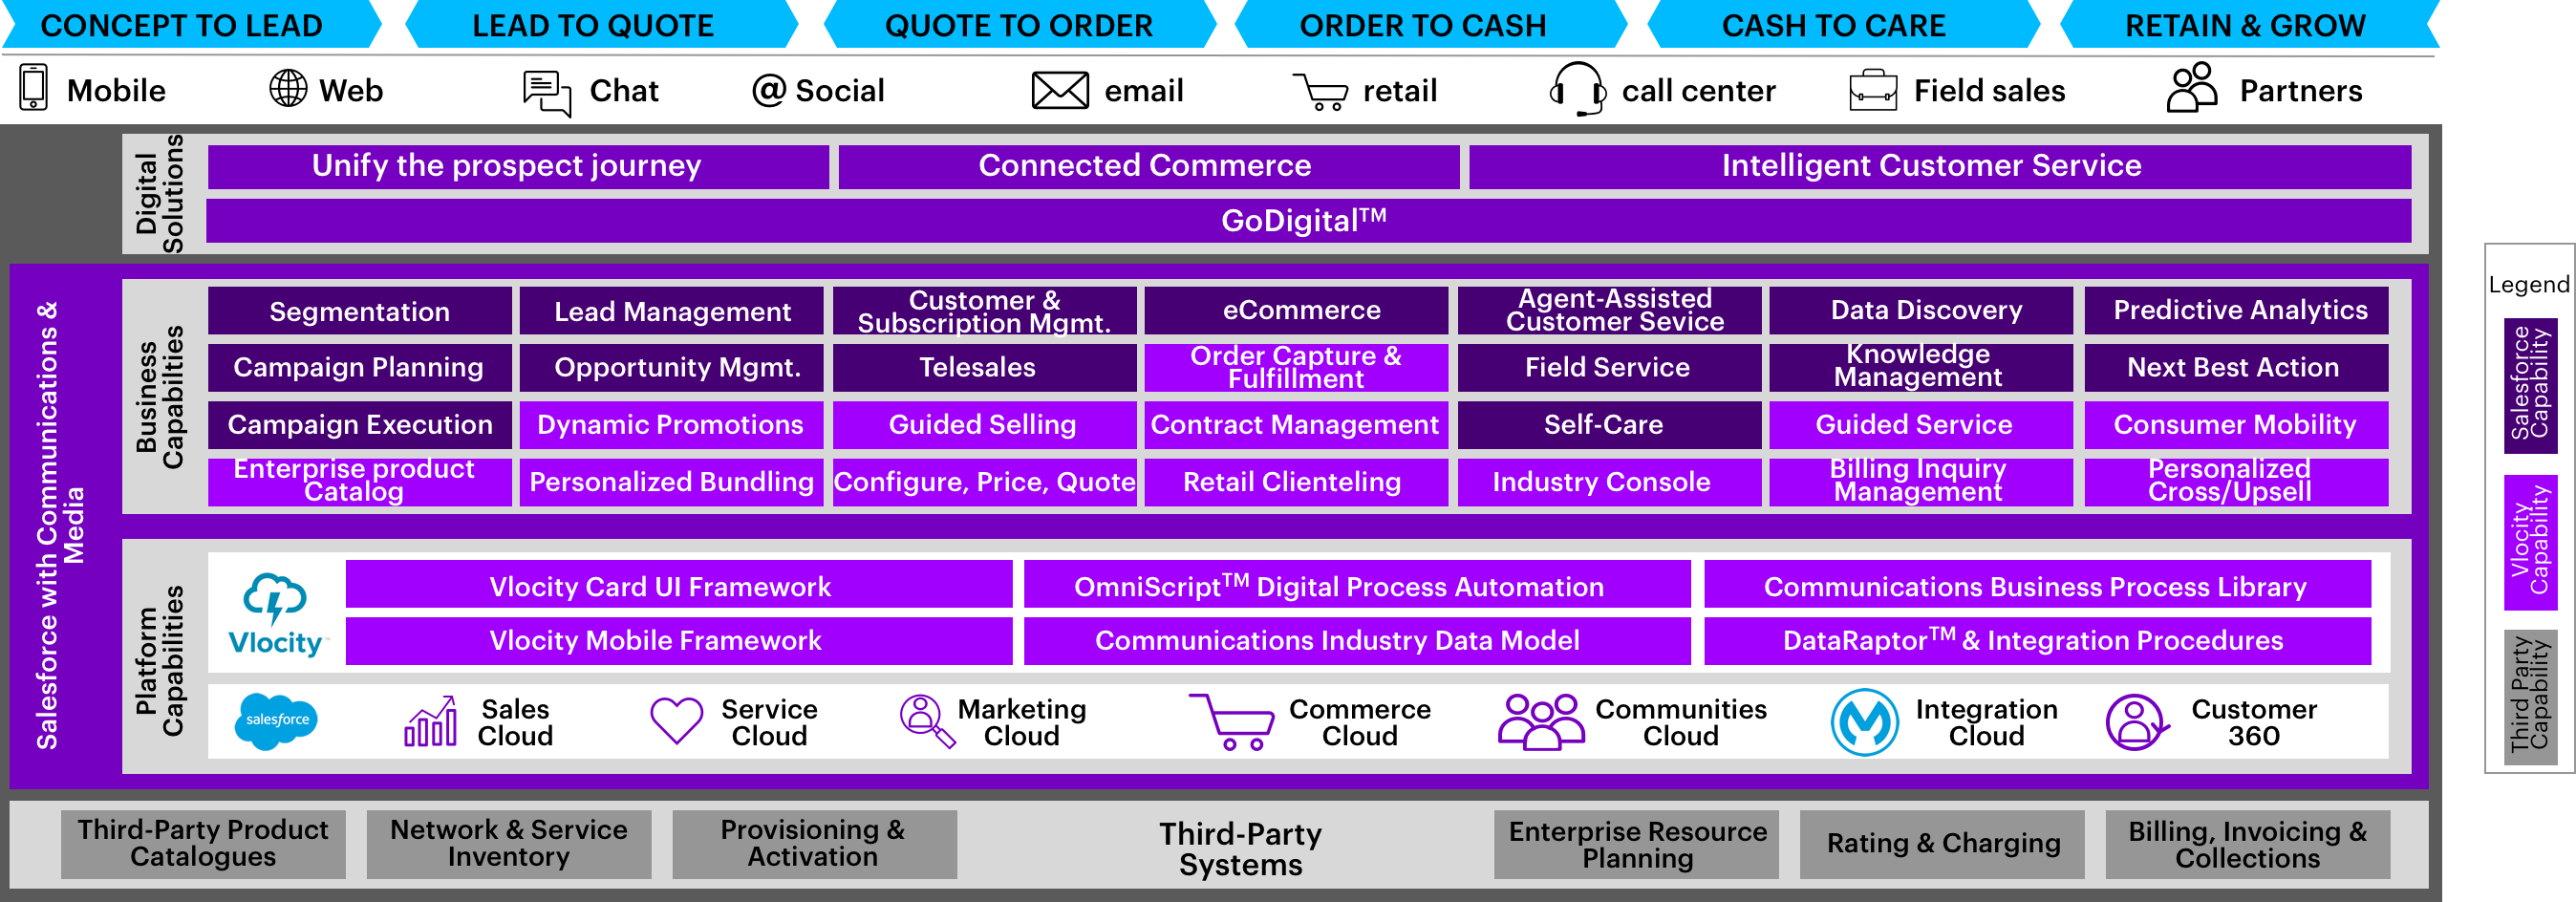 CONCEPT TO LEAD
LEAD TO QUOTE
QUOTE TO ORDER
ORDER TO CASH
CASH TO CARE
RETAIN & GROW
Mobile
Web
Chat
@ Social
email
retail
call center
Field sales
Partners
Digital
Solutions
Unify the prospect journey
Connected Commerce
Intelligent Customer Service
GoDigital™
Salesforce with Communications &
Media
Business
Capabilties
Segmentation
Lead Management
Customer &
Subscription Mgmt.
eCommerce
Agent-Assisted
Customer Sevice
Data Discovery
Predictive Analytics
Campaign Planning
Opportunity Mgmt.
Telesales
Order Capture &
Fulfillment
Field Service
Knowledge
Management
Next Best Action
Campaign Execution
Dynamic Promotions
Guided Selling
Contract Management
Self-Care
Guided Service
Consumer Mobility
Enterprise product
Catalog
Personalized Bundling
Configure, Price, Quote
Retail Clienteling
Industry Console
Billing Inquiry
Management
Personalized
Cross/Upsell
Platform
Capabilities
Vlocity™
Vlocity Card UI Framework
OmniScript™ Digital Process Automation
Communications Business Process Library
Vlocity Mobile Framework
Communications Industry Data Model
DataRaptor™ & Integration Procedures
salesforce
Sales
Cloud
Service
Cloud
Marketing
Cloud
Commerce
Cloud
Communities
Cloud
Integration
Cloud
Customer
360
Third-Party Product
Catalogues
Network & Service
Inventory
Provisioning &
Activation
Third-Party
Systems
Enterprise Resource
Planning
Rating & Charging
Billing, Invoicing &
Collections
Legend
Salesforce
Capability
Vlocity
Capability
Third Party
Capability